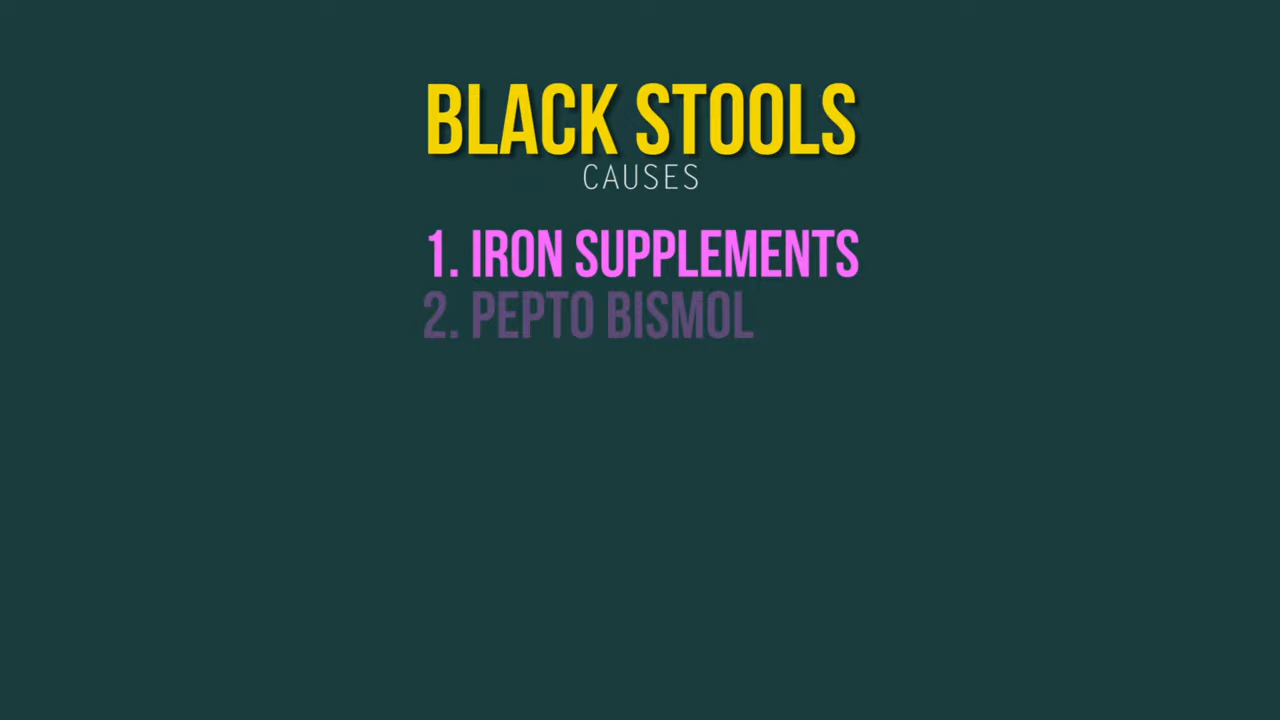 BLACK STOOLS
CAUSES
1. IRON SUPPLEMENTS
2. PEPTO BISMOL